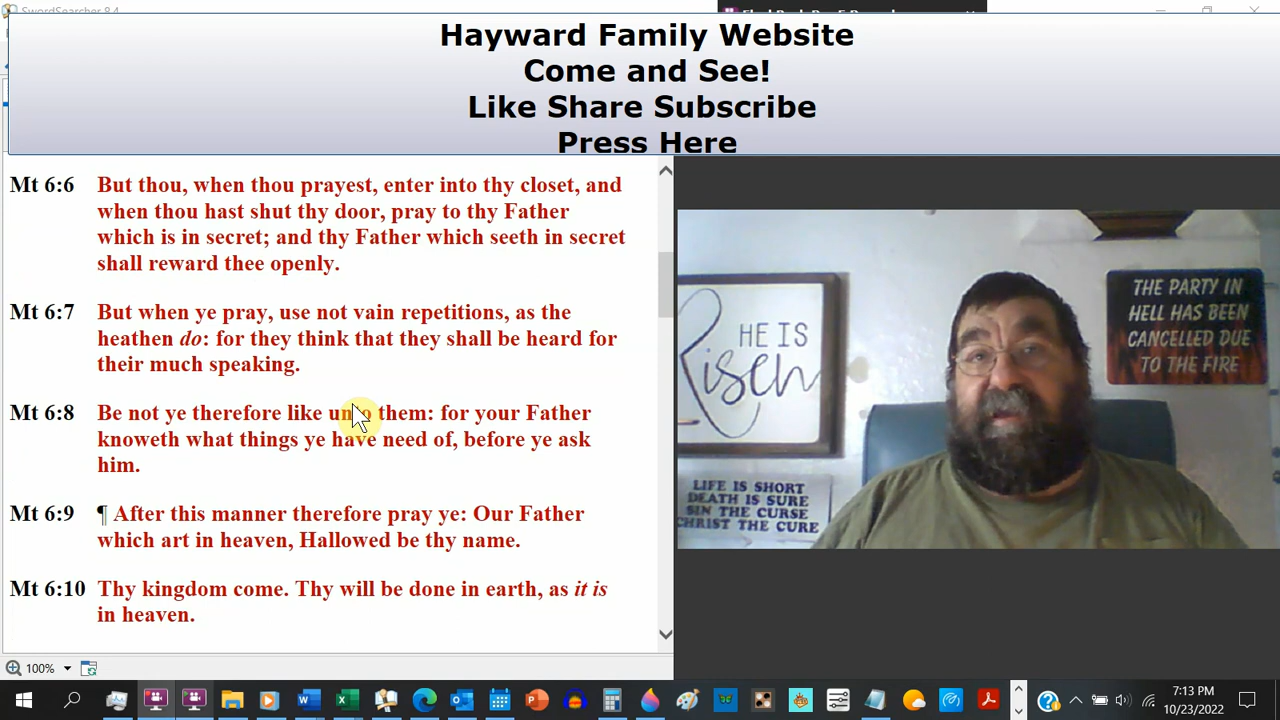 SwordSearcher 8.4
Hayward Family Website
Come and See!
Like Share Subscribe
Press Here
Mt 6:6 But thou, when thou prayest, enter into thy closet, and
when thou hast shut thy door, pray to thy Father
which is in secret; and thy Father which seeth in secret
shall reward thee openly.
Mt 6:7 But when ye pray, use not vain repetitions, as the
heathen do: for they think that they shall be heard for
their much speaking.
Mt 6:8 Be not ye therefore like unto them: for your Father
knoweth what things ye have need of, before ye ask
him.
Mt 6:9 ¶ After this manner therefore pray ye: Our Father
which art in heaven, Hallowed be thy name.
Mt 6:10 Thy kingdom come. Thy will be done in earth, as it is
in heaven.
100%
HE IS
Risen
THE PARTY IN
HELL HAS BEEN
CANCELLED DUE
TO THE FIRE
LIFE IS SHORT
DEATH IS SURE
SIN THE CURSE
CHRIST THE CURE
7:13 PM
10/23/2022